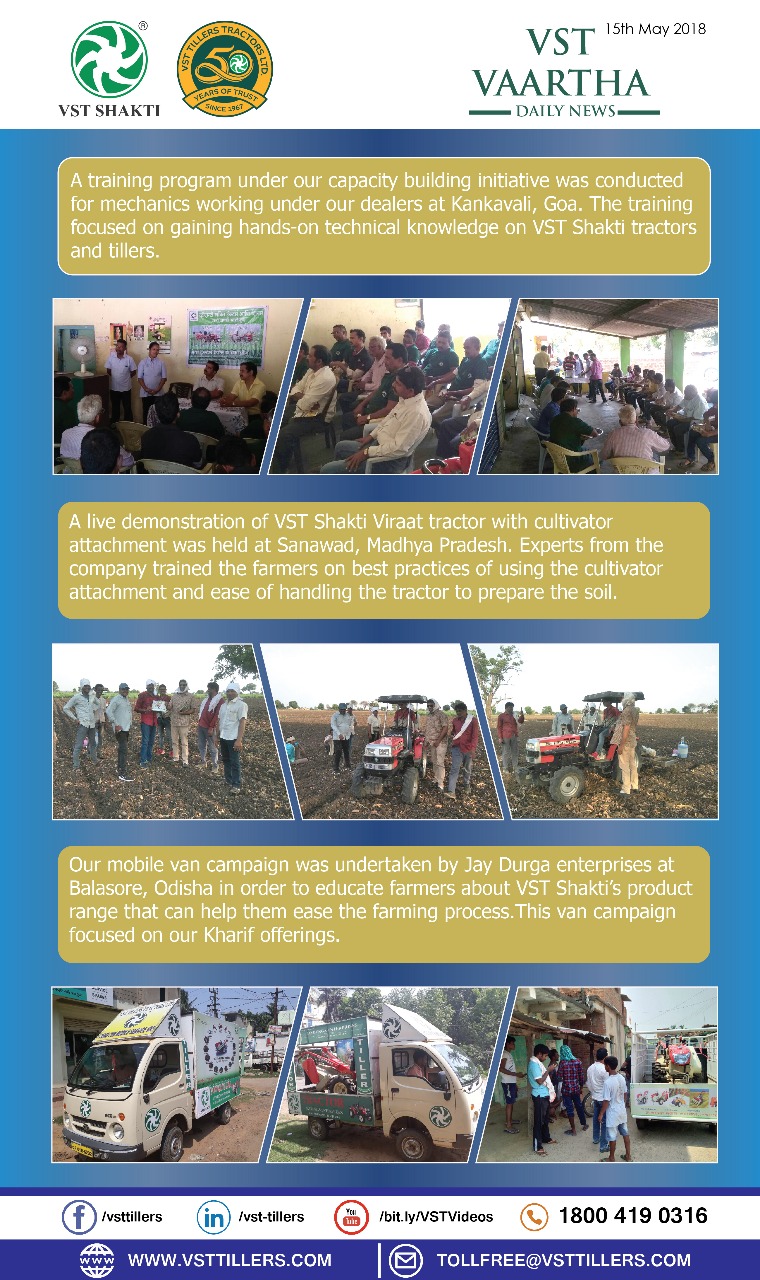 ®
VST SHAKTI
VST TILLERS TRACTORS LTD.
50
YEARS OF TRUST
SINCE 1967
15th May 2018
VST
VAARTHA
DAILY NEWS
A training program under our capacity building initiative was conducted
for mechanics working under our dealers at Kankavali, Goa. The training
focused on gaining hands-on technical knowledge on VST Shakti tractors
and tillers.
A live demonstration of VST Shakti Viraat tractor with cultivator
attachment was held at Sanawad, Madhya Pradesh. Experts from the
company trained the farmers on best practices of using the cultivator
attachment and ease of handling the tractor to prepare the soil.
Our mobile van campaign was undertaken by Jay Durga enterprises at
Balasore, Odisha in order to educate farmers about VST Shakti’s product
range that can help them ease the farming process.This van campaign
focused on our Kharif offerings.
TILLER
/vsttillers
in
/vst-tillers
You
Tube
/bit.ly/VSTVideos
1800 419 0316
www
WWW.VSTTILLERS.COM
TOLLFREE@VSTTILLERS.COM